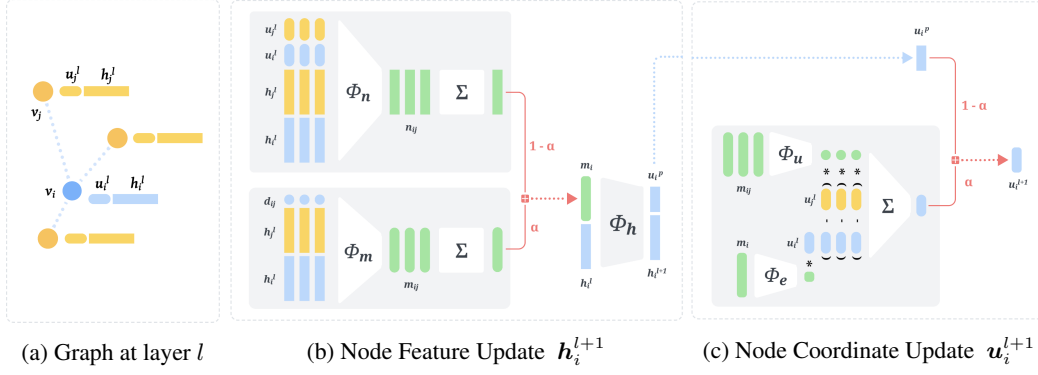 u_j^l h_j^l
v_j
v_i
u_i^l h_i^l
(a) Graph at layer l
u_j^l
u_i^l
h_j^l
h_i^l
Φ_n
n_ij
Σ
1 - α
d_ij
h_j^l
h_i^l
Φ_m
m_ij
Σ
α
m_i
h_i^l
Φ_h
u_i^p
h_i^{l+1}
(b) Node Feature Update h_i^{l+1}
u_i^p
1 - α
m_ij
Φ_u
* * *
( ( (
u_j^l
- - -
u_i^l
) ) )
m_i
Φ_e
*
Σ
α
u_i^{l+1}
(c) Node Coordinate Update u_i^{l+1}